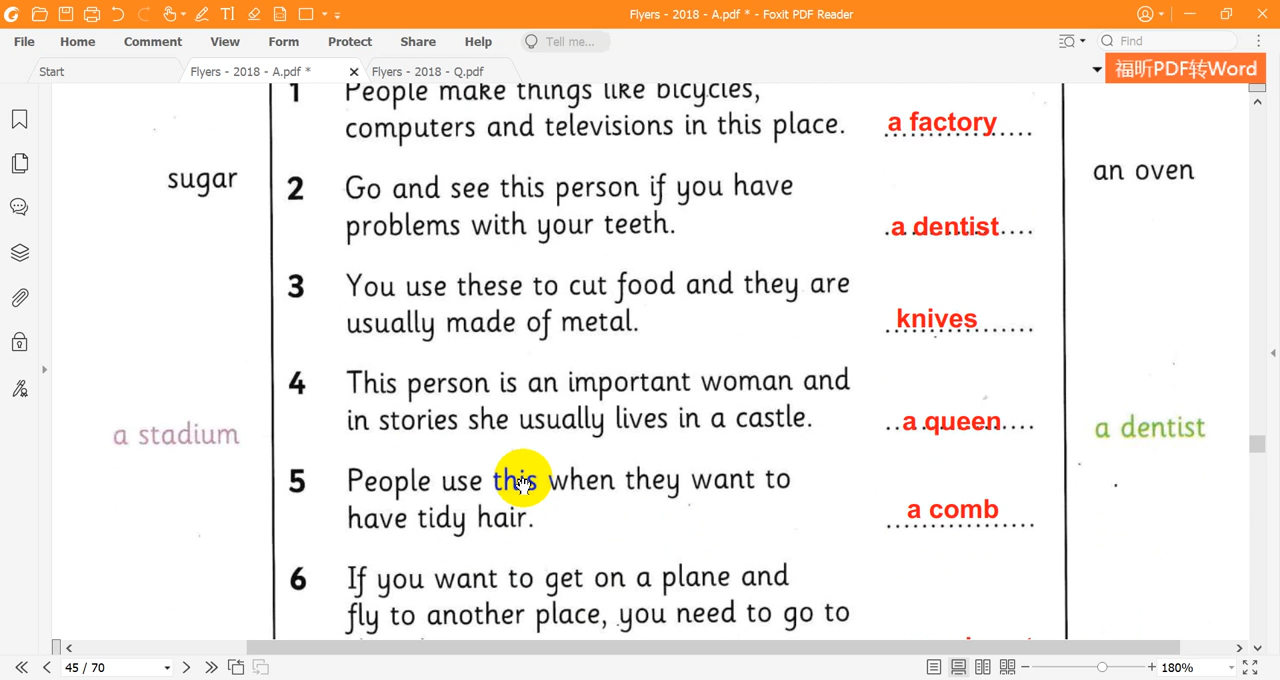 Flyers - 2018 - A.pdf * - Foxit PDF Reader
File Home Comment View Form Protect Share Help Tell me... Find
Start Flyers - 2018 - A.pdf * Flyers - 2018 - Q.pdf 福昕PDF转Word
1 People make things like bicycles,
computers and televisions in this place. a factory
sugar
an oven
2 Go and see this person if you have
problems with your teeth. a dentist
3 You use these to cut food and they are
usually made of metal. knives
4 This person is an important woman and
in stories she usually lives in a castle. a queen
a stadium
a dentist
5 People use this when they want to
have tidy hair. a comb
6 If you want to get on a plane and
fly to another place, you need to go to
45 / 70 180%